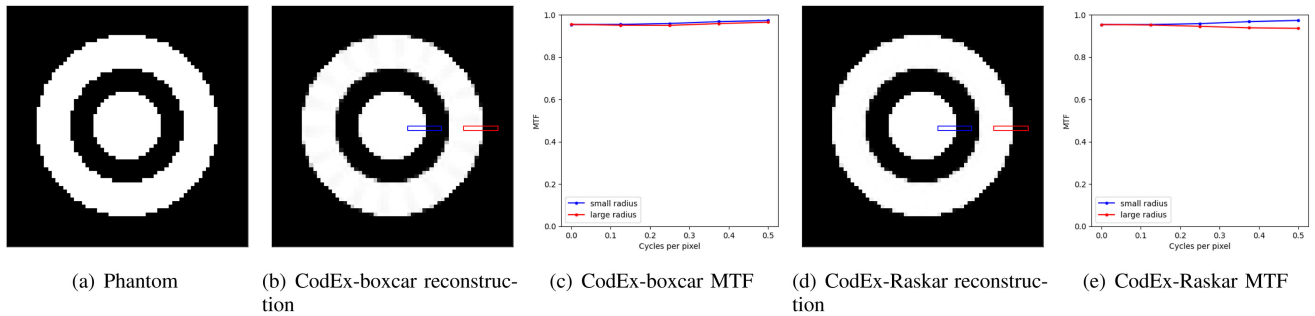 1.0
0.8
0.6
0.4
0.2
0.0
MTF
small radius
large radius
0.0 0.1 0.2 0.3 0.4 0.5
Cycles per pixel
1.0
0.8
0.6
0.4
0.2
0.0
MTF
small radius
large radius
0.0 0.1 0.2 0.3 0.4 0.5
Cycles per pixel
(a) Phantom
(b) CodEx-boxcar reconstruc-
tion
(c) CodEx-boxcar MTF
(d) CodEx-Raskar reconstruc-
tion
(e) CodEx-Raskar MTF